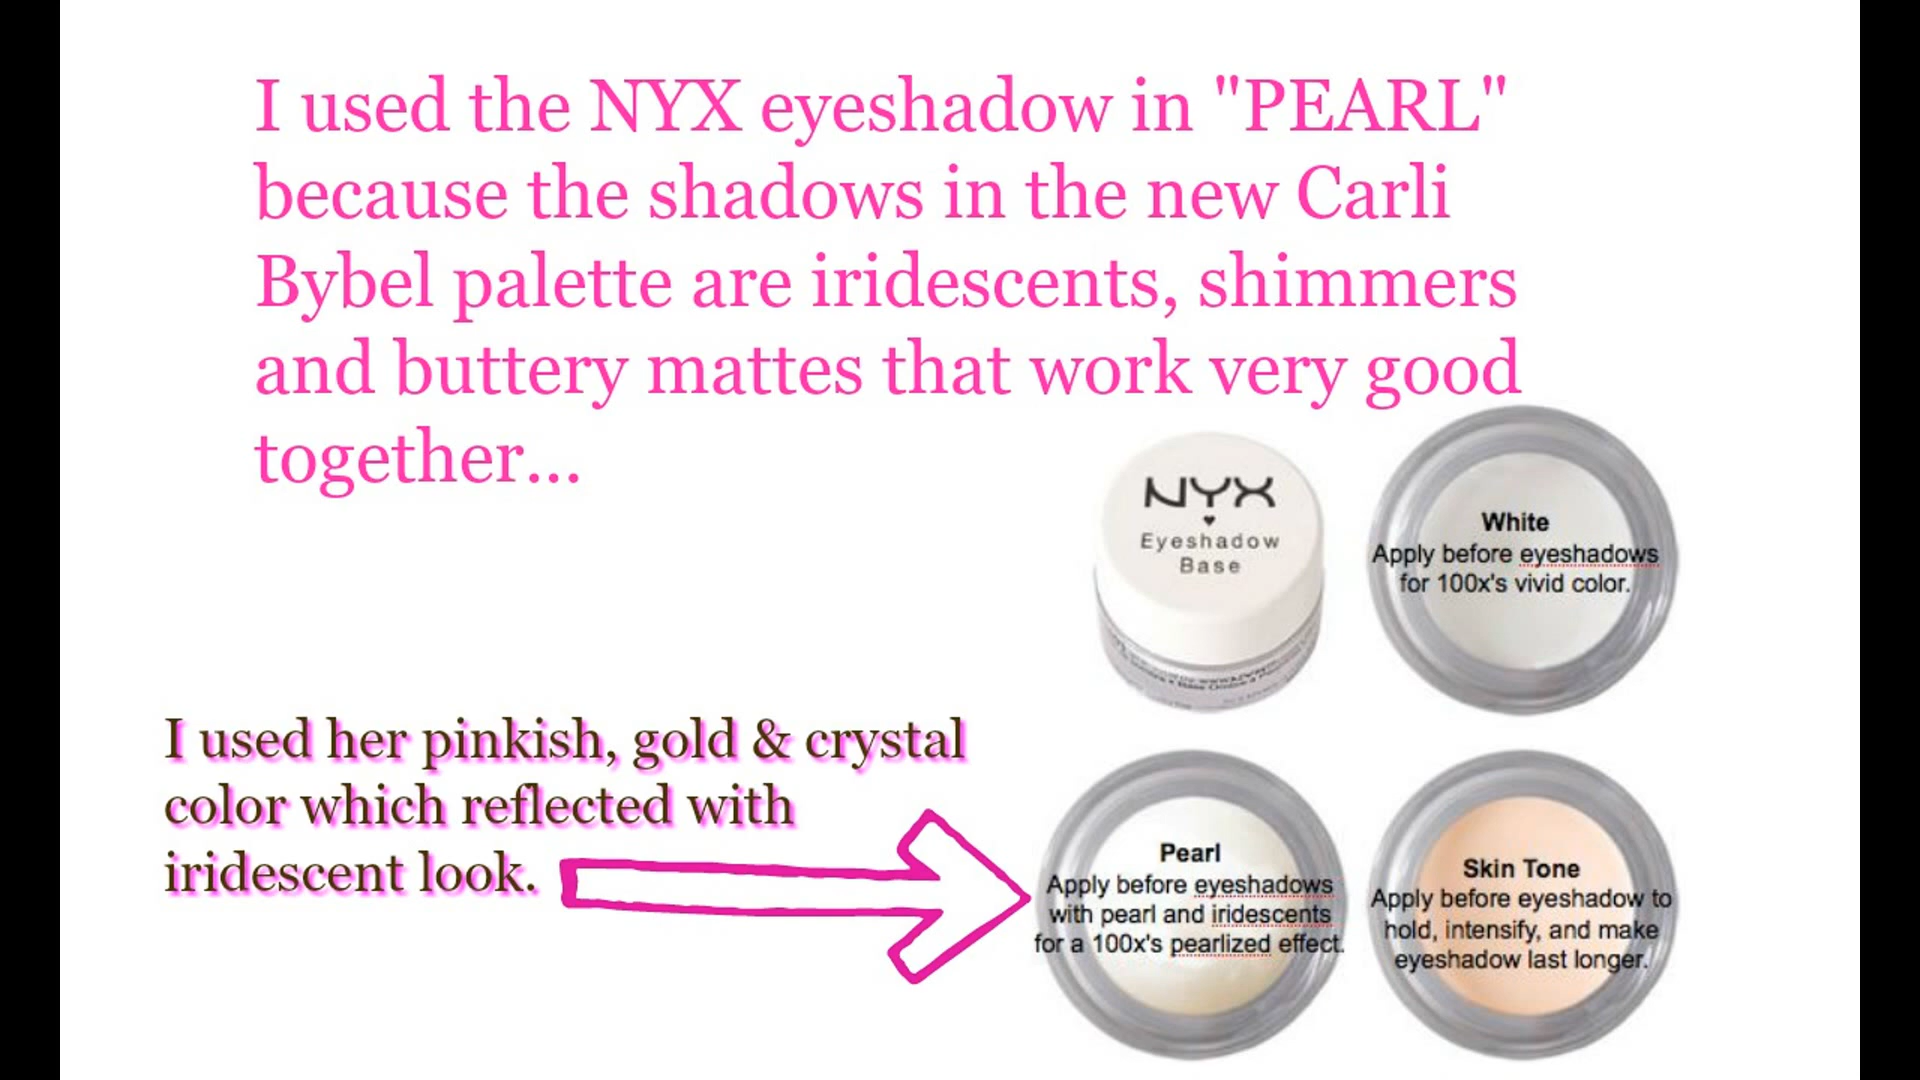 I used the NYX eyeshadow in "PEARL"
because the shadows in the new Carli
Bybel palette are iridescents, shimmers
and buttery mattes that work very good
together...
NYX
Eyeshadow
Base
White
Apply before eyeshadows
for 100x's vivid color.
I used her pinkish, gold & crystal
color which reflected with
iridescent look.
Pearl
Apply before eyeshadows
with pearl and iridescents
for a 100x's pearlized effect.
Skin Tone
Apply before eyeshadow to
hold, intensify, and make
eyeshadow last longer.